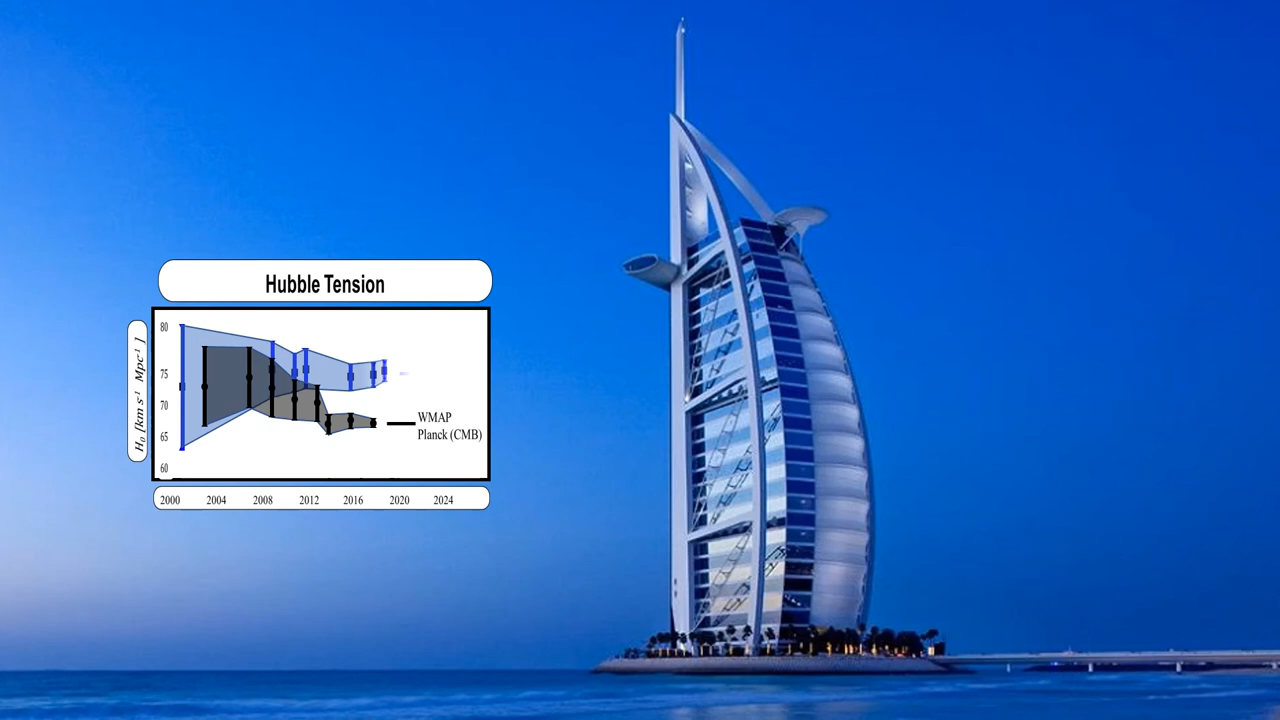 Hubble Tension
H₀ [km s⁻¹ Mpc⁻¹ ]
80
75
70
65
60
WMAP
Planck (CMB)
2000 2004 2008 2012 2016 2020 2024